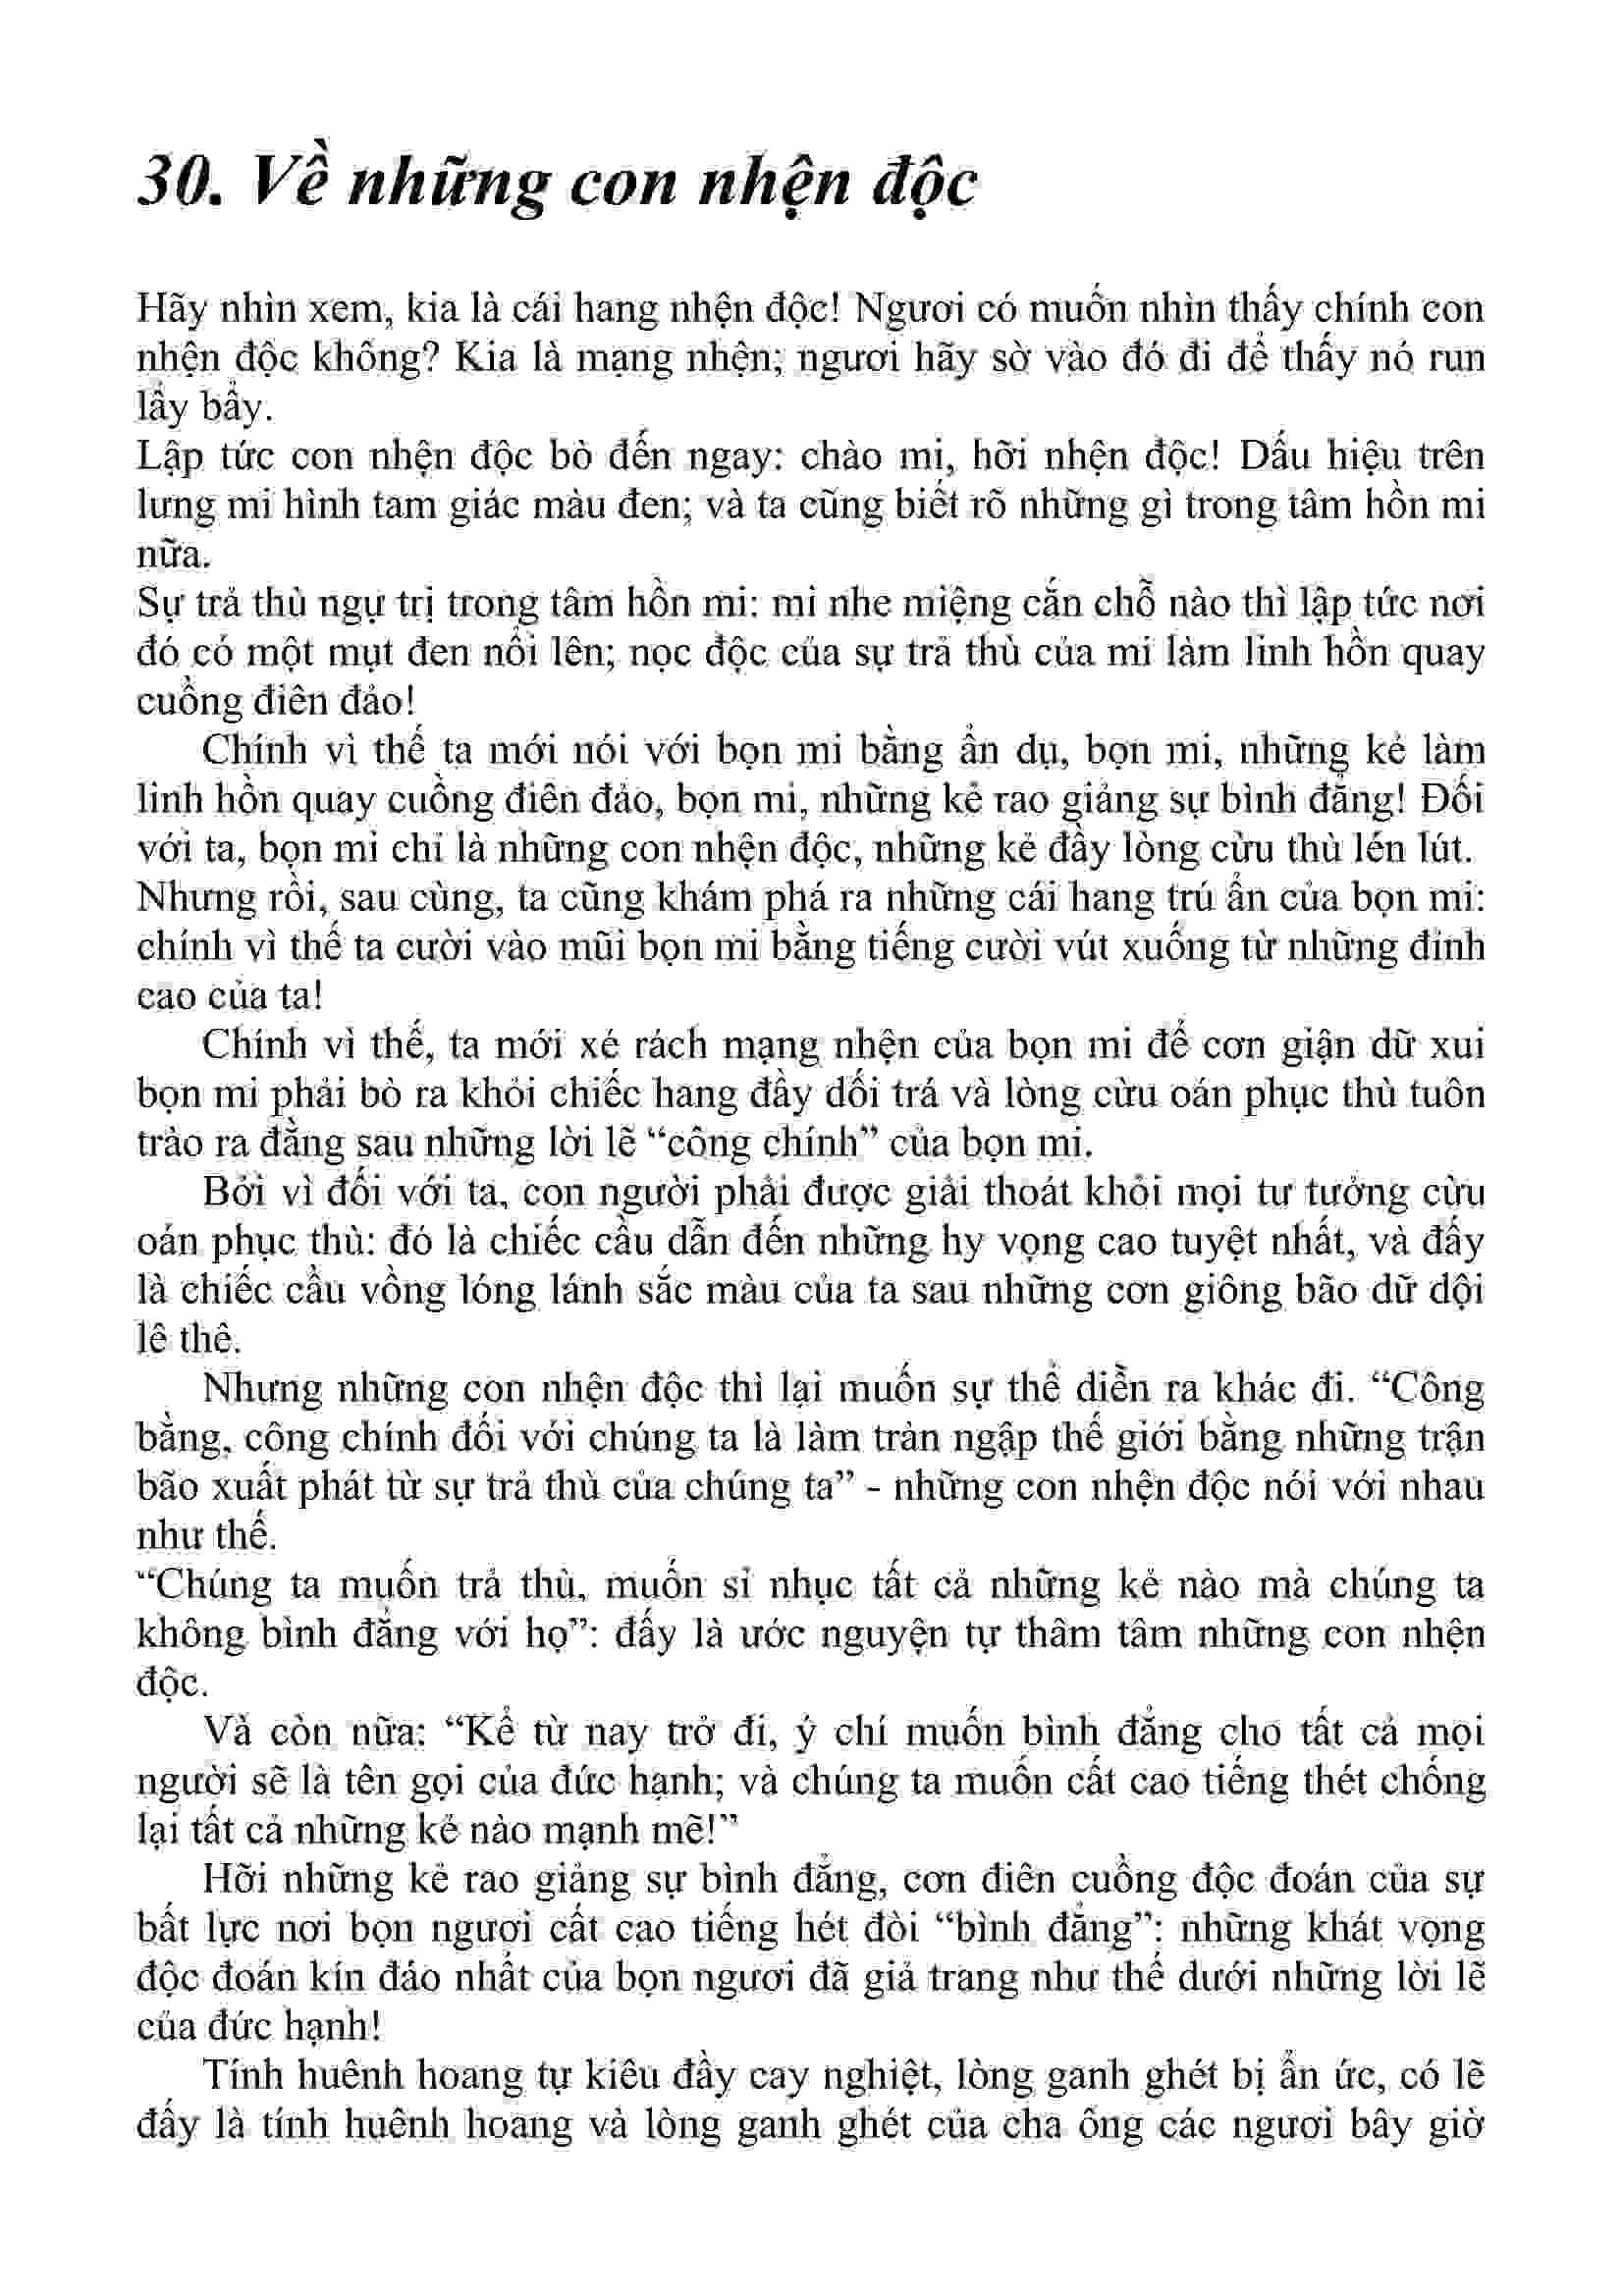 30. Về những con nhện độc
Hãy nhìn xem, kia là cái hang nhện độc! Ngươi có muốn nhìn thấy chính con
nhện độc không? Kia là mạng nhện; ngươi hãy sờ vào đó đi để thấy nó run
lẩy bẩy.
Lập tức con nhện độc bò đến ngay: chào mi, hỡi nhện độc! Dấu hiệu trên
lưng mi hình tam giác màu đen; và ta cũng biết rõ những gì trong tâm hồn mi
nữa.
Sự trả thù ngự trị trong tâm hồn mi: mi nhe miệng cắn chỗ nào thì lập tức nơi
đó có một mụt đen nổi lên; nọc độc của sự trả thù của mi làm linh hồn quay
cuồng điên đảo!
Chính vì thế ta mới nói với bọn mi bằng ẩn dụ, bọn mi, những kẻ làm
linh hồn quay cuồng điên đảo, bọn mi, những kẻ rao giảng sự bình đẳng! Đối
với ta, bọn mi chỉ là những con nhện độc, những kẻ đầy lòng cừu thù lén lút.
Nhưng rồi, sau cùng, ta cũng khám phá ra những cái hang trú ẩn của bọn mi:
chính vì thế ta cười vào mũi bọn mi bằng tiếng cười vút xuống từ những đỉnh
cao của ta!
Chính vì thế, ta mới xé rách mạng nhện của bọn mi để cơn giận dữ xui
bọn mi phải bò ra khỏi chiếc hang đầy dối trá và lòng cừu oán phục thù tuôn
trào ra đằng sau những lời lẽ “công chính” của bọn mi.
Bởi vì đối với ta, con người phải được giải thoát khỏi mọi tư tưởng cừu
oán phục thù: đó là chiếc cầu dẫn đến những hy vọng cao tuyệt nhất, và đấy
là chiếc cầu vồng lóng lánh sắc màu của ta sau những cơn giông bão dữ dội
lê thê.
Nhưng những con nhện độc thì lại muốn sự thể diễn ra khác đi. “Công
bằng, công chính đối với chúng ta là làm tràn ngập thế giới bằng những trận
bão xuất phát từ sự trả thù của chúng ta” - những con nhện độc nói với nhau
như thế.
“Chúng ta muốn trả thù, muốn sỉ nhục tất cả những kẻ nào mà chúng ta
không bình đẳng với họ”: đấy là ước nguyện tự thâm tâm những con nhện
độc.
Và còn nữa: “Kể từ nay trở đi, ý chí muốn bình đẳng cho tất cả mọi
người sẽ là tên gọi của đức hạnh; và chúng ta muốn cất cao tiếng thét chống
lại tất cả những kẻ nào mạnh mẽ!”
Hỡi những kẻ rao giảng sự bình đẳng, cơn điên cuồng độc đoán của sự
bất lực nơi bọn ngươi cất cao tiếng hét đòi “bình đẳng”: những khát vọng
độc đoán kín đáo nhất của bọn ngươi đã giả trang như thế dưới những lời lẽ
của đức hạnh!
Tính huênh hoang tự kiêu đầy cay nghiệt, lòng ganh ghét bị ẩn ức, có lẽ
đấy là tính huênh hoang và lòng ganh ghét của cha ông các ngươi bây giờ